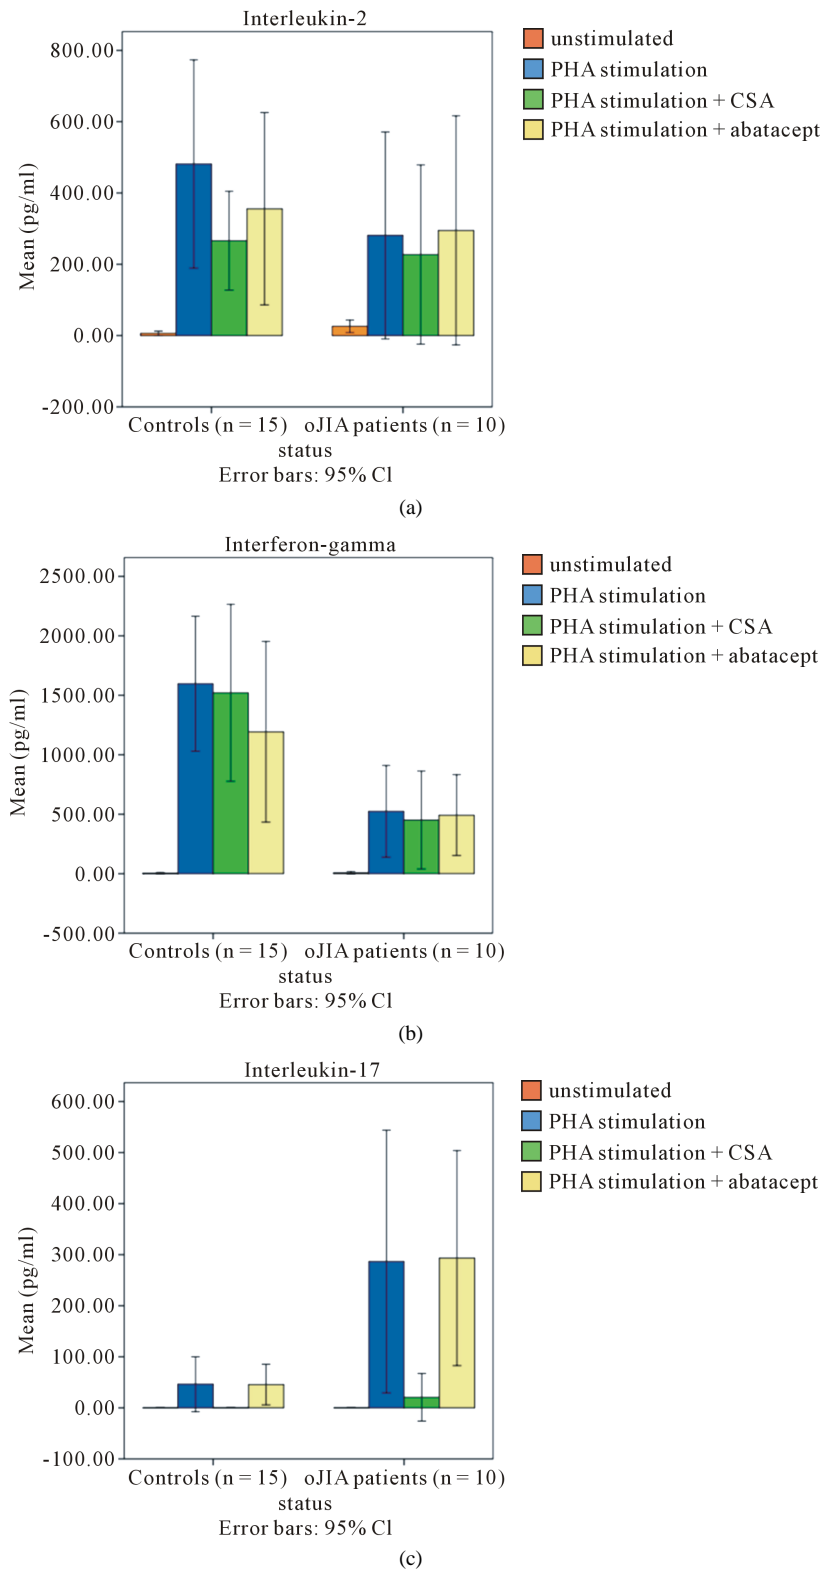 Interleukin-2
800.00
600.00
400.00
200.00
0.00
-200.00
Mean (pg/ml)
unstimulated
PHA stimulation
PHA stimulation + CSA
PHA stimulation + abatacept
Controls (n = 15) oJIA patients (n = 10)
status
Error bars: 95% Cl
(a)
Interferon-gamma
2500.00
2000.00
1500.00
1000.00
500.00
0.00
-500.00
Mean (pg/ml)
unstimulated
PHA stimulation
PHA stimulation + CSA
PHA stimulation + abatacept
Controls (n = 15) oJIA patients (n = 10)
status
Error bars: 95% Cl
(b)
Interleukin-17
600.00
500.00
400.00
300.00
200.00
100.00
0.00
-100.00
Mean (pg/ml)
unstimulated
PHA stimulation
PHA stimulation + CSA
PHA stimulation + abatacept
Controls (n = 15) oJIA patients (n = 10)
status
Error bars: 95% Cl
(c)